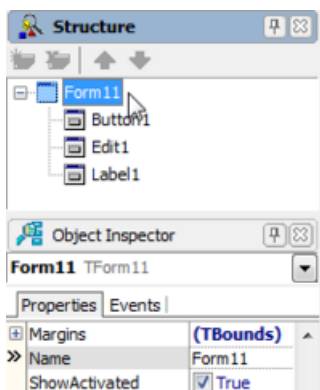 Structure
Form11
Button1
Edit1
Label1
Object Inspector
Form11 TForm11
Properties Events
Margins (TBounds)
Name Form11
ShowActivated True